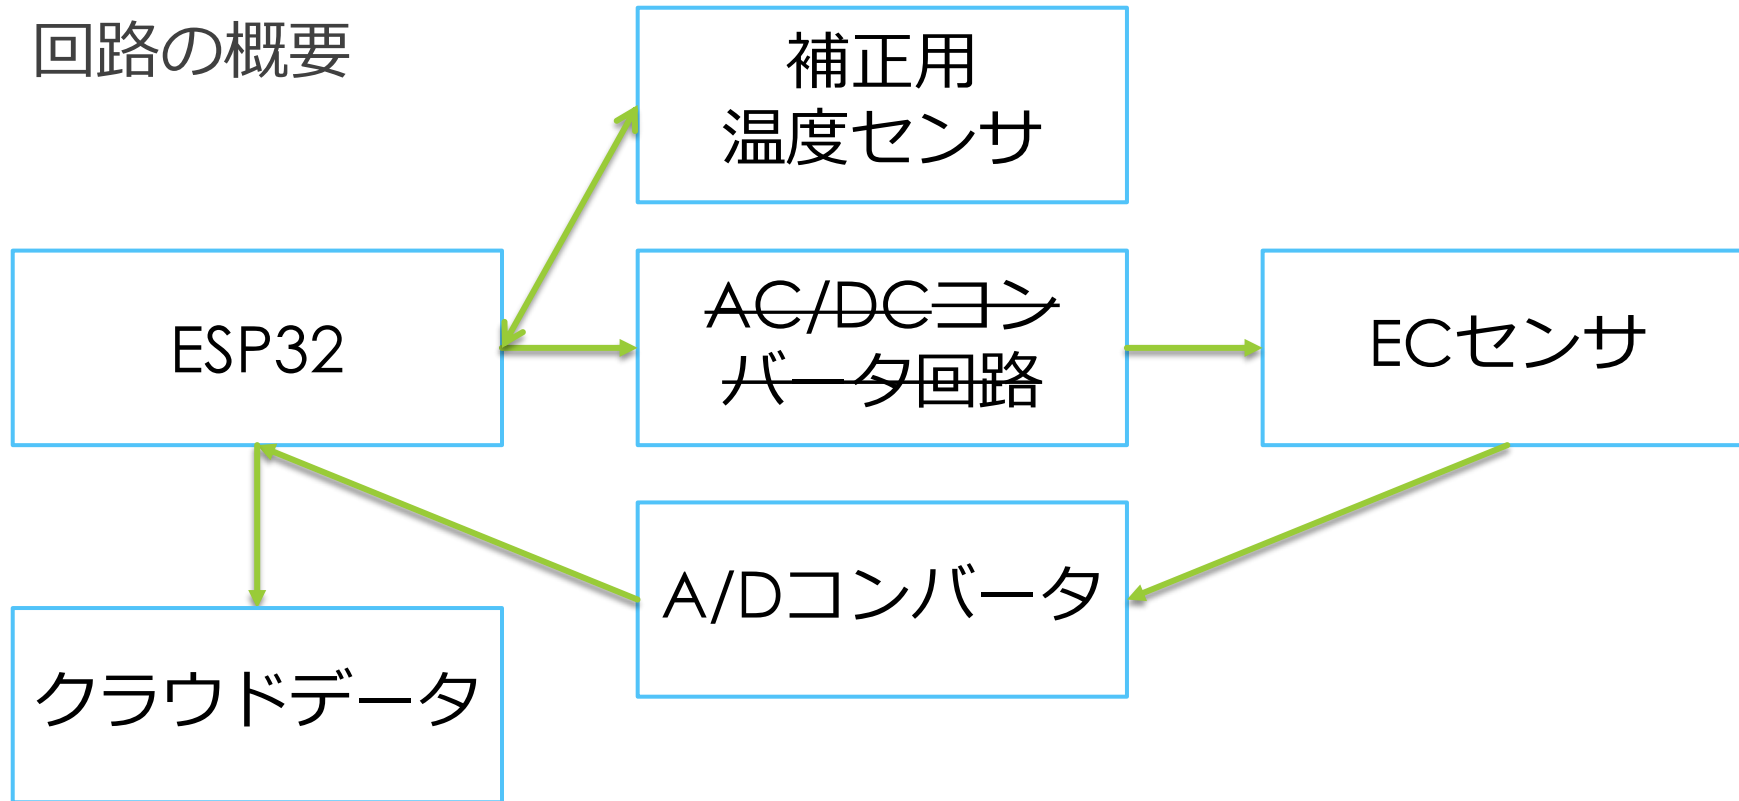 回路の概要
補正用
温度センサ
ESP32
AC/DCコン
バータ回路
ECセンサ
A/Dコンバータ
クラウドデータ